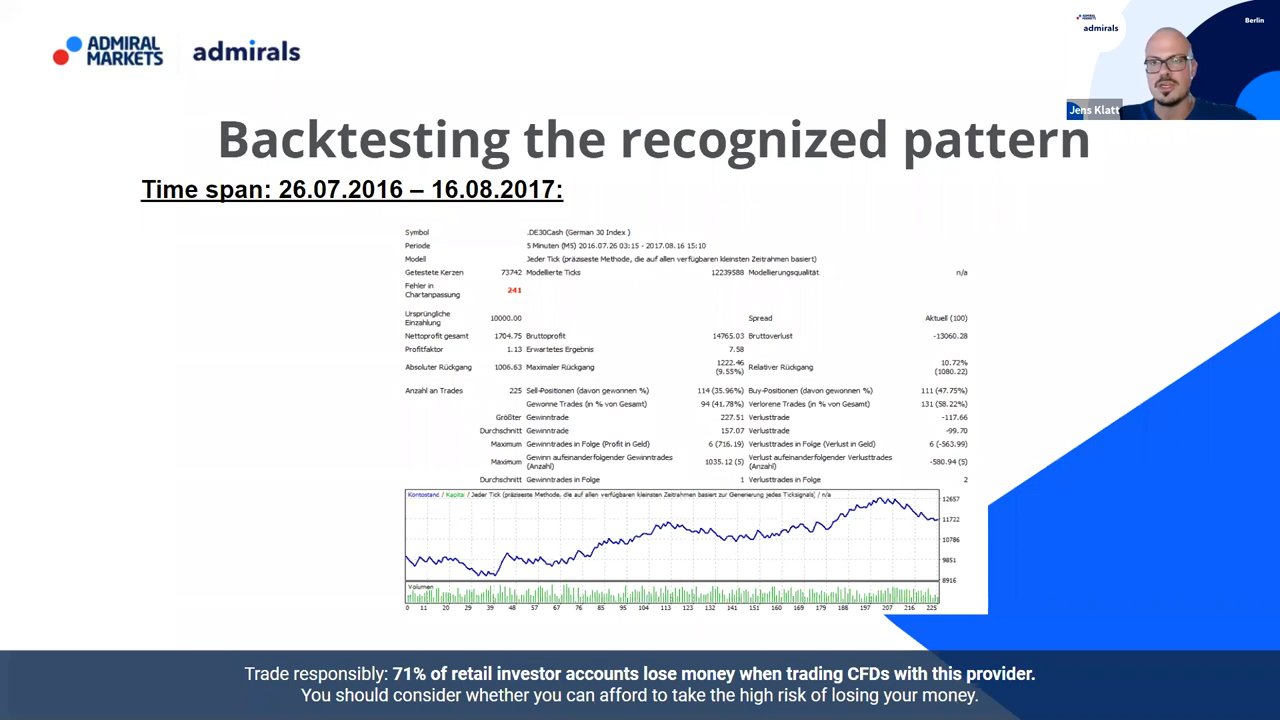 ADMIRAL
MARKETS
admirals
ADMIRAL
MARKETS
admirals
Berlin
Jens Klatt
Backtesting the recognized pattern
Time span: 26.07.2016 – 16.08.2017:
Symbol .DE30Cash (German 30 Index )
Periode 5 Minuten (M5) 2016.07.26 03:15 - 2017.08.16 15:10
Modell Jeder Tick (präziseste Methode, die auf allen verfügbaren kleinsten Zeitrahmen basiert)
Getestete Kerzen 73742 Modellierte Ticks 12239588 Modellierungsqualität n/a
Fehler in
Chartanpassung 241
Ursprüngliche
Einzahlung 10000.00 Spread Aktuell (100)
Nettoprofit gesamt 1704.75 Bruttoprofit 14765.03 Bruttoverlust -13060.28
Profitfaktor 1.13 Erwartetes Ergebnis 7.58
Absoluter Rückgang 1006.63 Maximaler Rückgang 1222.46
(9.55%) Relativer Rückgang 10.72%
(1080.22)
Anzahl an Trades 225 Sell-Positionen (davon gewonnen %) 114 (35.96%) Buy-Positionen (davon gewonnen %) 111 (47.75%)
Gewonne Trades (in % von Gesamt) 94 (41.78%) Verlorene Trades (in % von Gesamt) 131 (58.22%)
Größter Gewinntrade 227.51 Verlusttrade -117.66
Durchschnitt Gewinntrade 157.07 Verlusttrade -99.70
Maximum Gewinntrades in Folge (Profit in Geld) 6 (716.19) Verlusttrades in Folge (Verlust in Geld) 6 (-563.99)
Maximum Gewinn aufeinanderfolgender Gewinntrades
(Anzahl) 1035.12 (5) Verlust aufeinanderfolgender Verlusttrades
(Anzahl) -580.94 (5)
Durchschnitt Gewinntrades in Folge 1 Verlusttrades in Folge 2
Kontostand / Kapital / Jeder Tick (präziseste Methode, die auf allen verfügbaren kleinsten Zeitrahmen basiert zur Generierung jedes Ticksignals) / n/a
12657
11722
10786
9851
8916
Volumen
0 11 20 29 39 48 57 67 76 85 95 104 113 123 132 141 151 160 169 179 188 197 207 216 225
Trade responsibly: 71% of retail investor accounts lose money when trading CFDs with this provider.
You should consider whether you can afford to take the high risk of losing your money.